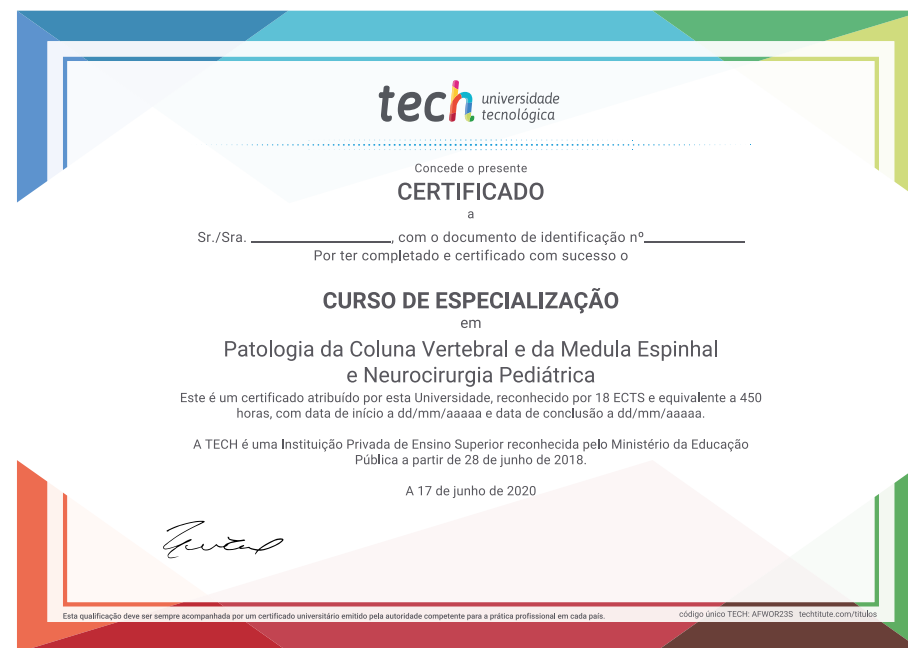 tech universidade
tecnológica
Concede o presente
CERTIFICADO
a
Sr./Sra. ____________________, com o documento de identificação nº______________
Por ter completado e certificado com sucesso o
CURSO DE ESPECIALIZAÇÃO
em
Patologia da Coluna Vertebral e da Medula Espinhal
e Neurocirurgia Pediátrica
Este é um certificado atribuído por esta Universidade, reconhecido por 18 ECTS e equivalente a 450
horas, com data de início a dd/mm/aaaaa e data de conclusão a dd/mm/aaaaa.
A TECH é uma Instituição Privada de Ensino Superior reconhecida pelo Ministério da Educação
Pública a partir de 28 de junho de 2018.
A 17 de junho de 2020
Esta qualificação deve ser sempre acompanhada por um certificado universitário emitido pela autoridade competente para a prática profissional em cada país.
código único TECH: AFWOR23S techtitute.com/títulos